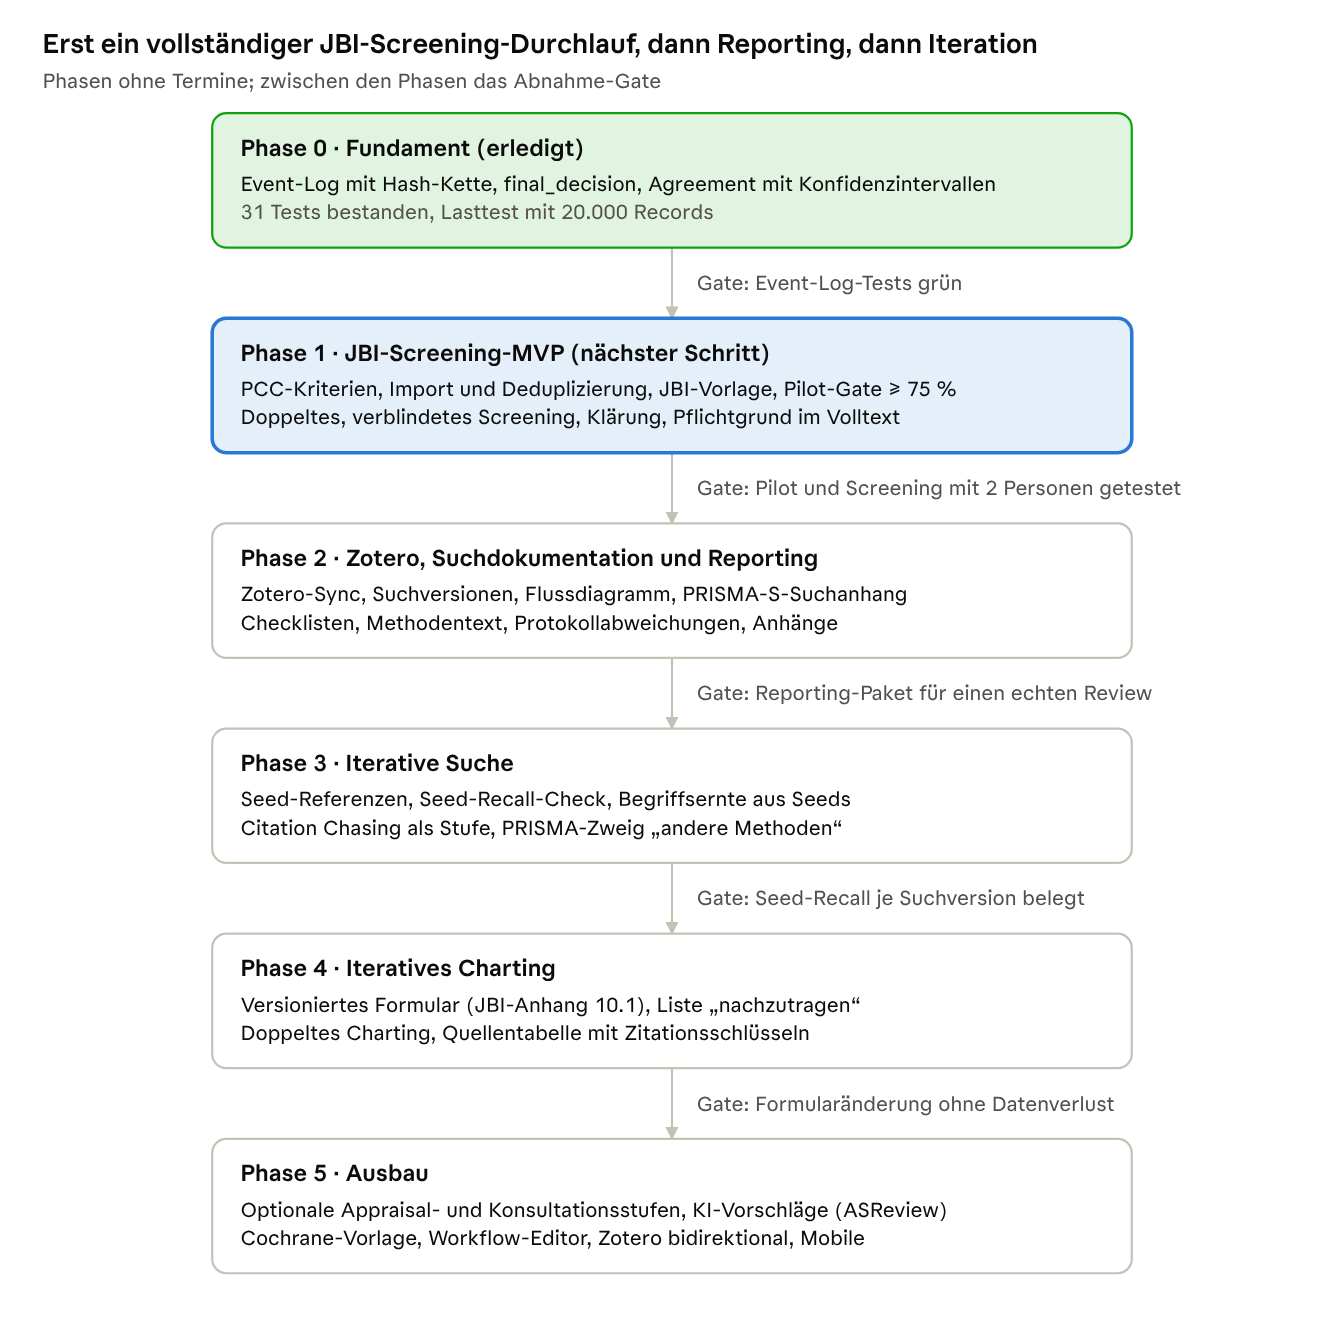 Erst ein vollständiger JBI-Screening-Durchlauf, dann Reporting, dann Iteration
Phasen ohne Termine; zwischen den Phasen das Abnahme-Gate
Phase 0 · Fundament (erledigt)
Event-Log mit Hash-Kette, final_decision, Agreement mit Konfidenzintervallen
31 Tests bestanden, Lasttest mit 20.000 Records
Gate: Event-Log-Tests grün
Phase 1 · JBI-Screening-MVP (nächster Schritt)
PCC-Kriterien, Import und Deduplizierung, JBI-Vorlage, Pilot-Gate ≥ 75 %
Doppeltes, verblindetes Screening, Klärung, Pflichtgrund im Volltext
Gate: Pilot und Screening mit 2 Personen getestet
Phase 2 · Zotero, Suchdokumentation und Reporting
Zotero-Sync, Suchversionen, Flussdiagramm, PRISMA-S-Suchanhang
Checklisten, Methodentext, Protokollabweichungen, Anhänge
Gate: Reporting-Paket für einen echten Review
Phase 3 · Iterative Suche
Seed-Referenzen, Seed-Recall-Check, Begriffsernte aus Seeds
Citation Chasing als Stufe, PRISMA-Zweig „andere Methoden“
Gate: Seed-Recall je Suchversion belegt
Phase 4 · Iteratives Charting
Versioniertes Formular (JBI-Anhang 10.1), Liste „nachzutragen“
Doppeltes Charting, Quellentabelle mit Zitationsschlüsseln
Gate: Formularänderung ohne Datenverlust
Phase 5 · Ausbau
Optionale Appraisal- und Konsultationsstufen, KI-Vorschläge (ASReview)
Cochrane-Vorlage, Workflow-Editor, Zotero bidirektional, Mobile